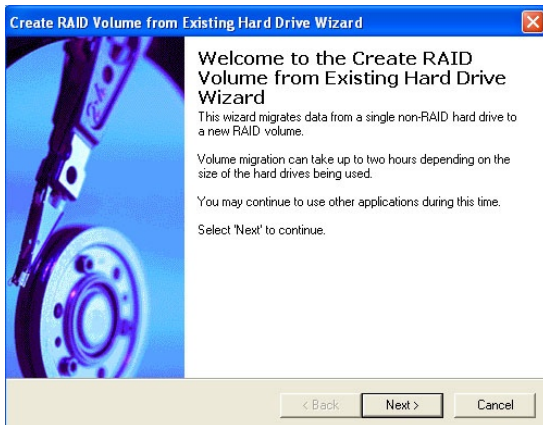 Create RAID Volume from Existing Hard Drive Wizard
Welcome to the Create RAID
Volume from Existing Hard Drive
Wizard
This wizard migrates data from a single non-RAID hard drive to
a new RAID volume.
Volume migration can take up to two hours depending on the
size of the hard drives being used.
You may continue to use other applications during this time.
Select 'Next' to continue.
< Back Next > Cancel